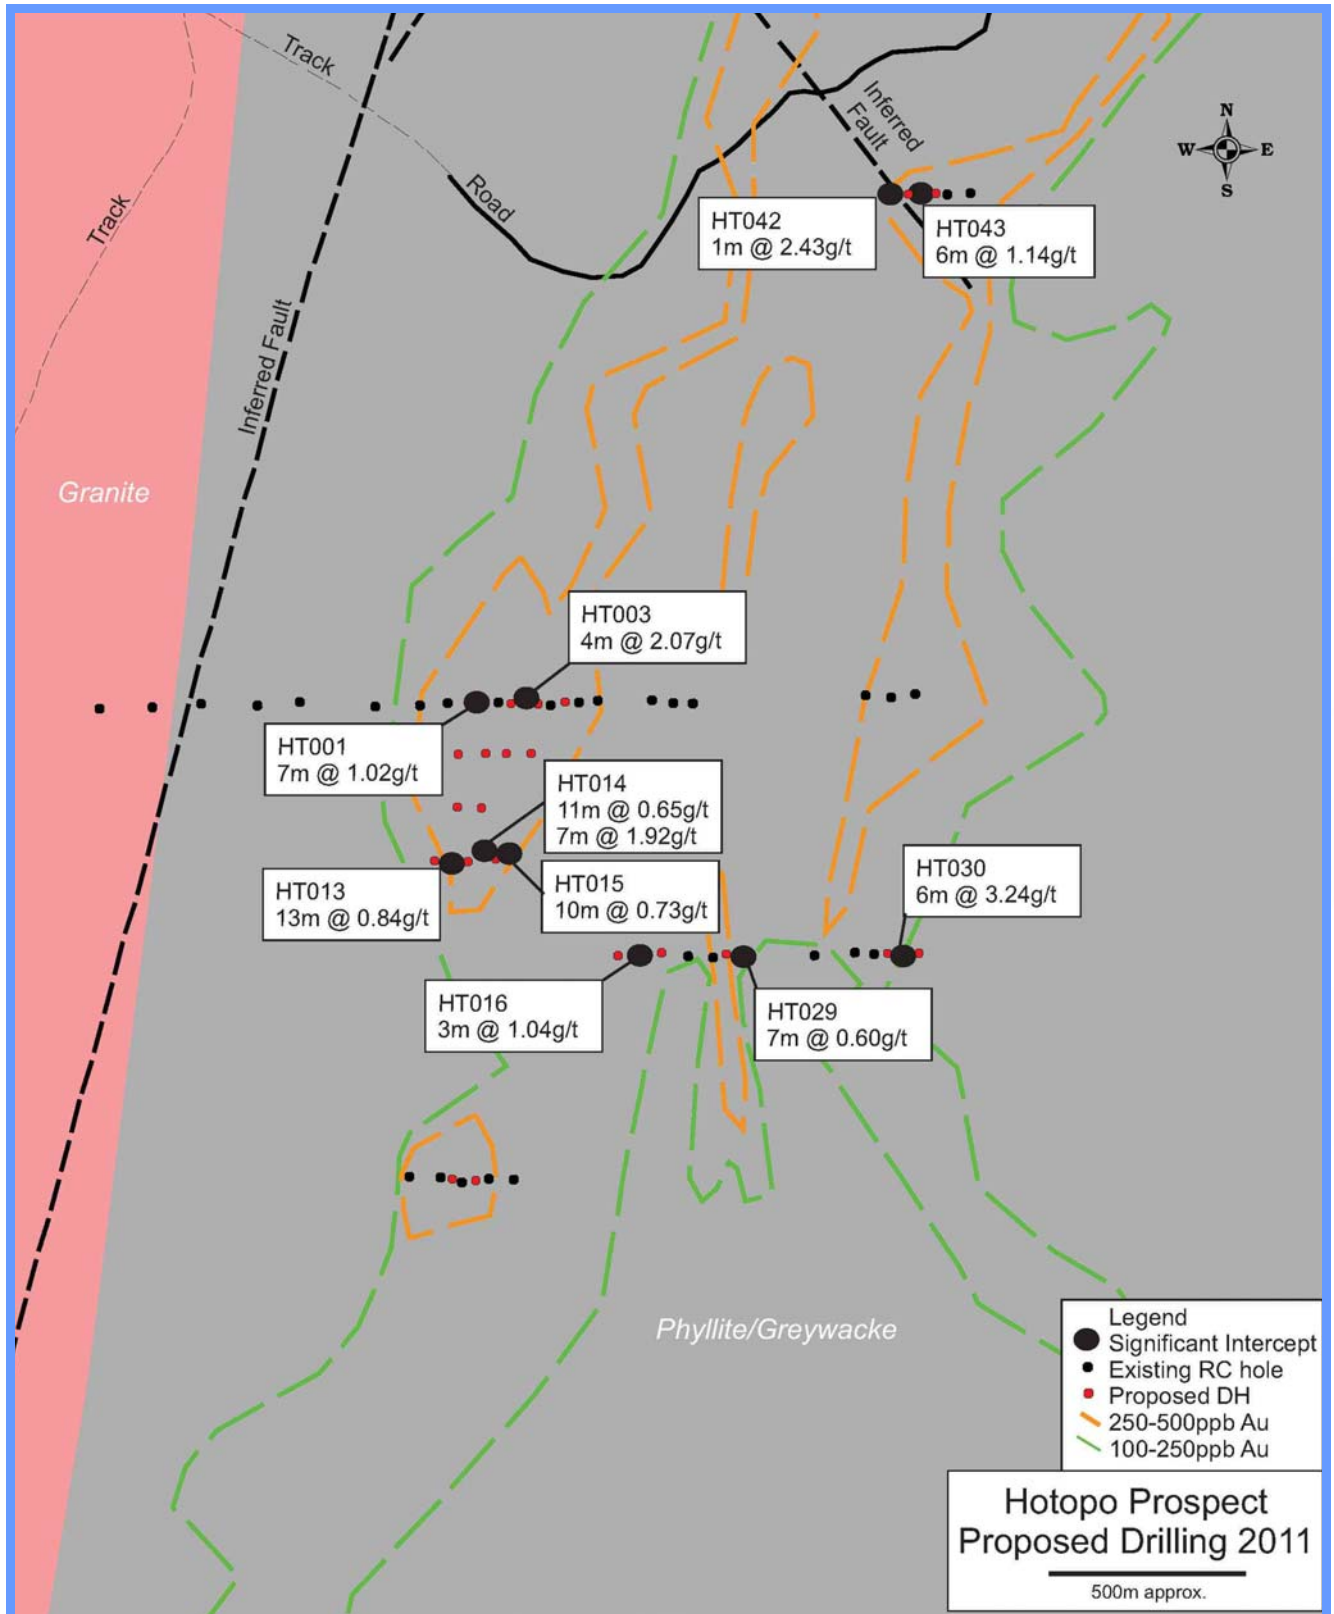 Track
Inferred
Fault
N
W
E
S
Track
Road
HT042
1m @ 2.43g/t
HT043
6m @ 1.14g/t
Inferred Fault
Granite
HT003
4m @ 2.07g/t
HT001
7m @ 1.02g/t
HT014
11m @ 0.65g/t
7m @ 1.92g/t
HT013
13m @ 0.84g/t
HT015
10m @ 0.73g/t
HT030
6m @ 3.24g/t
HT016
3m @ 1.04g/t
HT029
7m @ 0.60g/t
Phyllite/Greywacke
Legend
Significant Intercept
Existing RC hole
Proposed DH
250-500ppb Au
100-250ppb Au
Hotopo Prospect
Proposed Drilling 2011
500m approx.